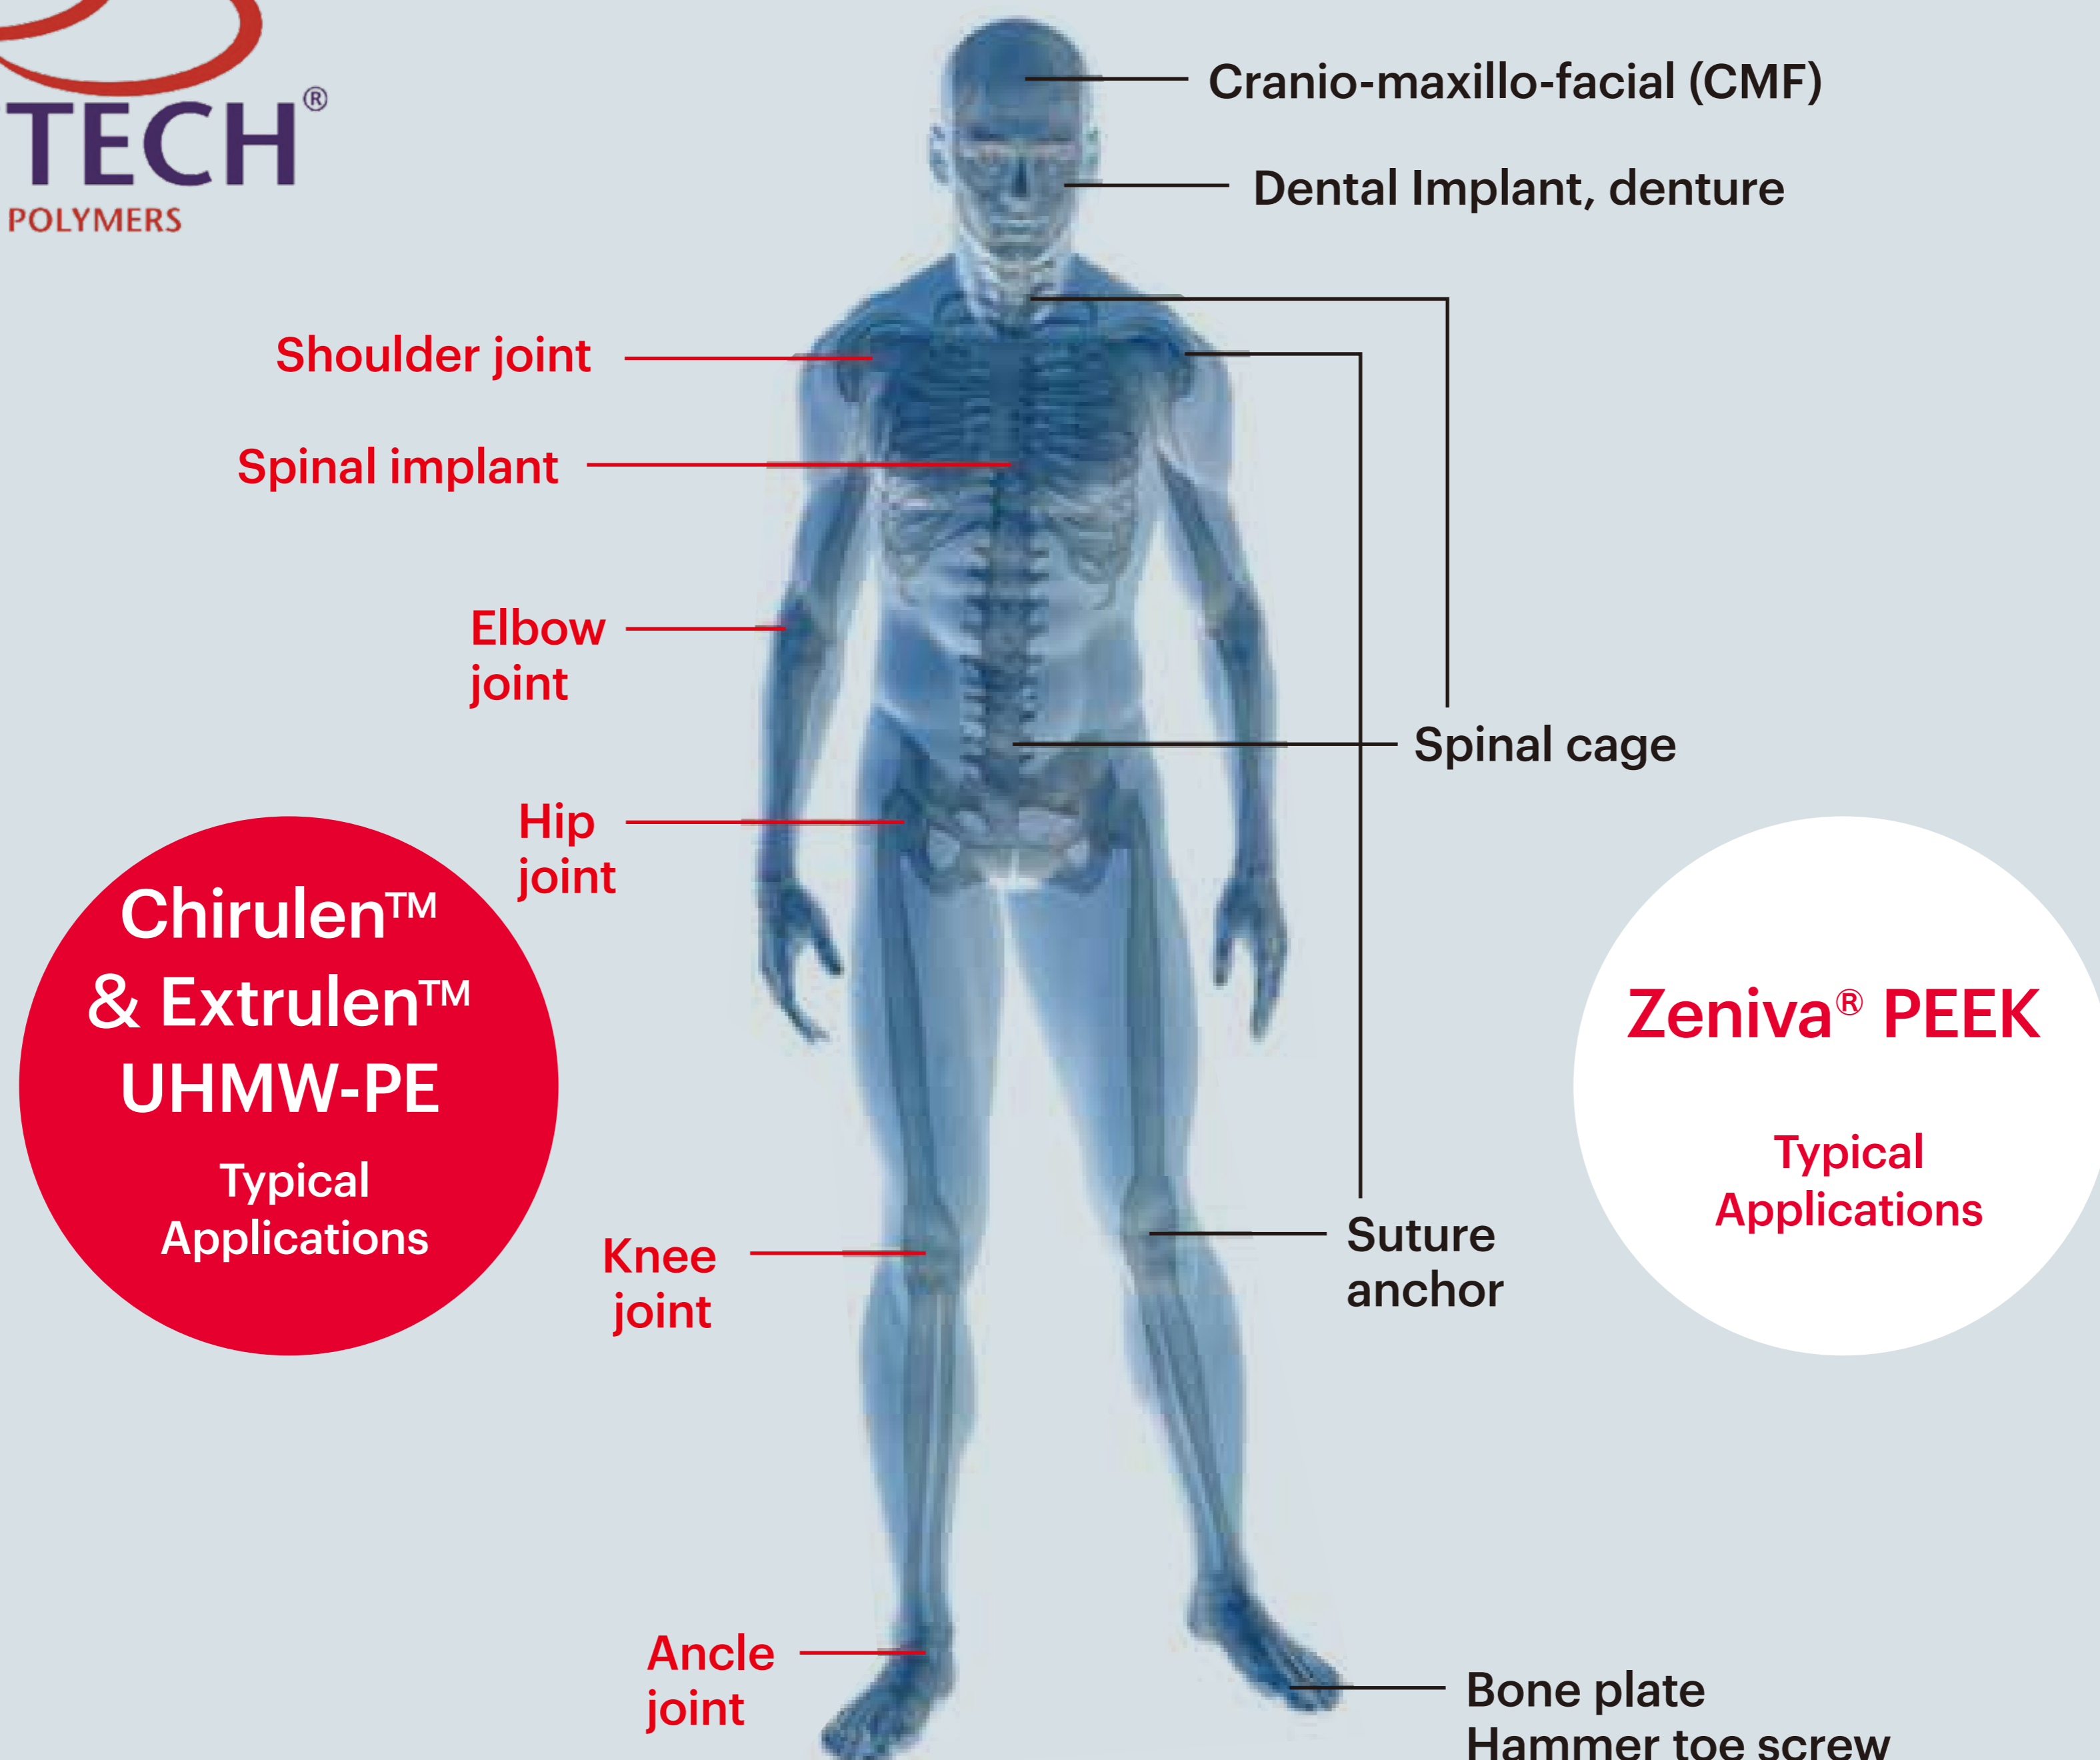 TECH®
POLYMERS
Cranio-maxillo-facial (CMF)
Dental Implant, denture
Shoulder joint
Spinal implant
Elbow
joint
Spinal cage
Hip
joint
Chirulen™
& Extrulen™
UHMW-PE
Typical
Applications
Zeniva® PEEK
Typical
Applications
Knee
joint
Suture
anchor
Ancle
joint
Bone plate
Hammer toe screw